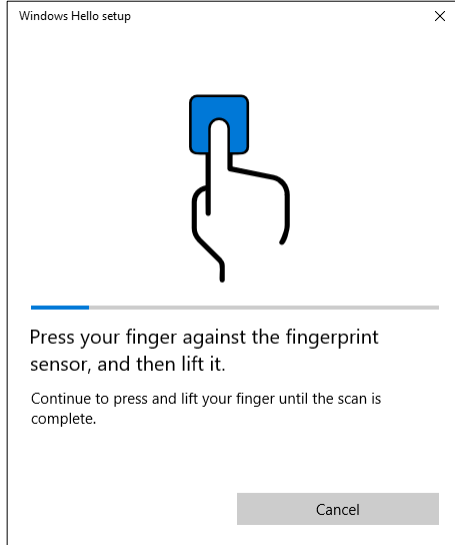 Windows Hello setup
Press your finger against the fingerprint
sensor, and then lift it.
Continue to press and lift your finger until the scan is
complete.
Cancel